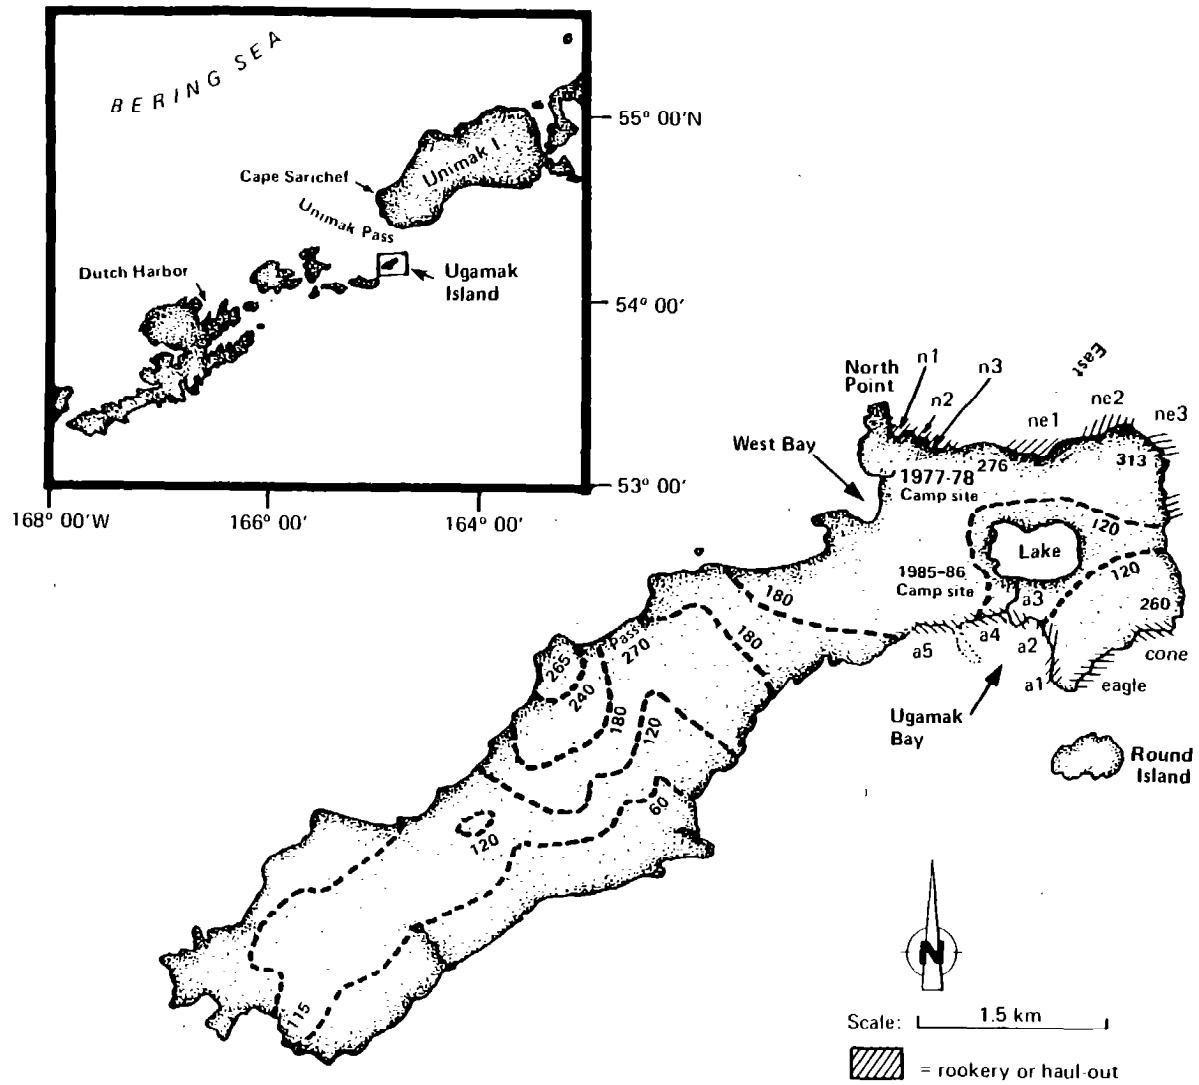 BERING SEA
55° 00'N
Unimak I.
Cape Sarichef
Unimak Pass
Dutch Harbor
Ugamak
Island
54° 00'
53° 00'
168° 00'W
166° 00'
164° 00'
East
North
Point
n1
n2
n3
ne1
ne2
ne3
West Bay
276
313
1977-78
Camp site
120
Lake
120
1985-86
Camp site
a3
260
180
a5
a4
a2
cone
a1
eagle
Pass
270
180
265
240
180
120
Ugamak
Bay
Round
Island
60
120
115
N
Scale:
1.5 km
= rookery or haul-out